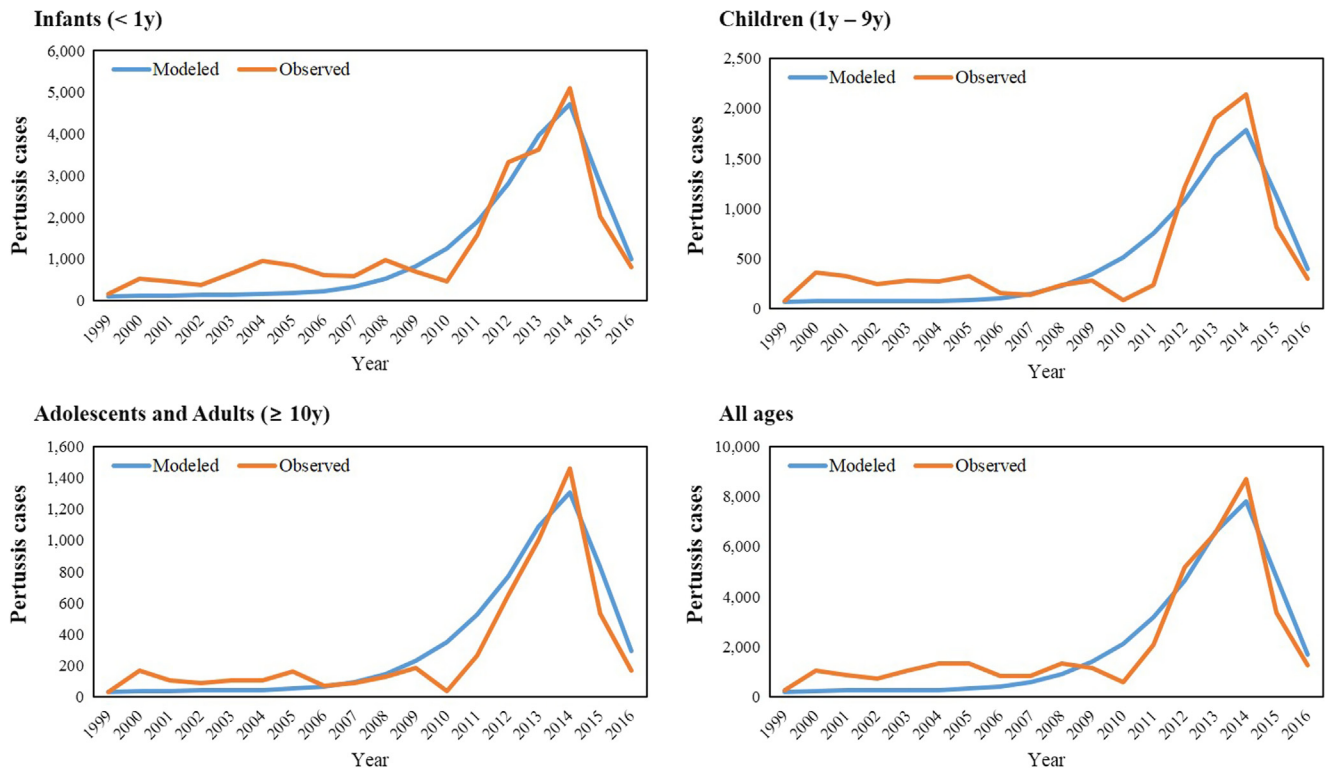 Infants (< 1y)
6,000
5,000
4,000
3,000
2,000
1,000
0
Pertussis cases
Modeled Observed
1999 2000 2001 2002 2003 2004 2005 2006 2007 2008 2009 2010 2011 2012 2013 2014 2015 2016
Year
Children (1y – 9y)
2,500
2,000
1,500
1,000
500
0
Pertussis cases
Modeled Observed
1999 2000 2001 2002 2003 2004 2005 2006 2007 2008 2009 2010 2011 2012 2013 2014 2015 2016
Year
Adolescents and Adults (≥ 10y)
1,600
1,400
1,200
1,000
800
600
400
200
0
Pertussis cases
Modeled Observed
1999 2000 2001 2002 2003 2004 2005 2006 2007 2008 2009 2010 2011 2012 2013 2014 2015 2016
Year
All ages
10,000
8,000
6,000
4,000
2,000
0
Pertussis cases
Modeled Observed
1999 2000 2001 2002 2003 2004 2005 2006 2007 2008 2009 2010 2011 2012 2013 2014 2015 2016
Year